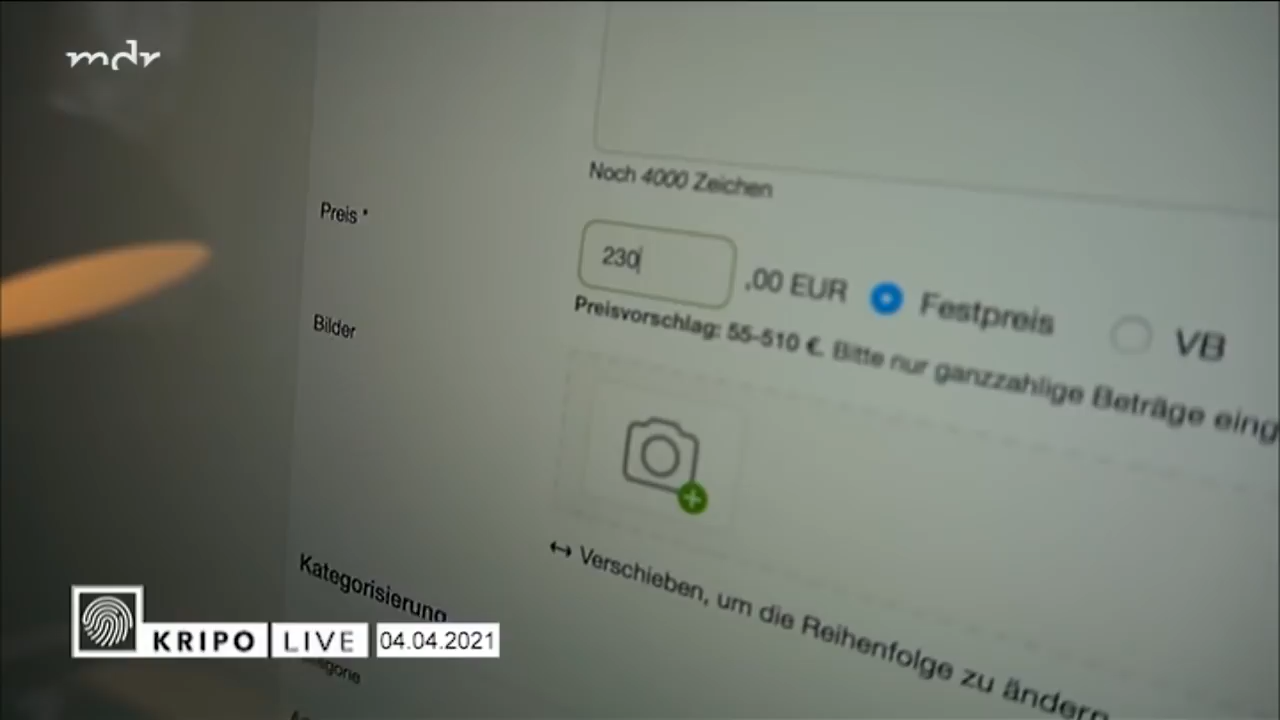 mdr
Noch 4000 Zeichen
Preis *
230
,00 EUR
Festpreis
VB
Preisvorschlag: 55-510 €. Bitte nur ganzzahlige Beträge eing
Bilder
↔ Verschieben, um die Reihenfolge zu ändern
Kategorisierung
KRIPO LIVE 04.04.2021